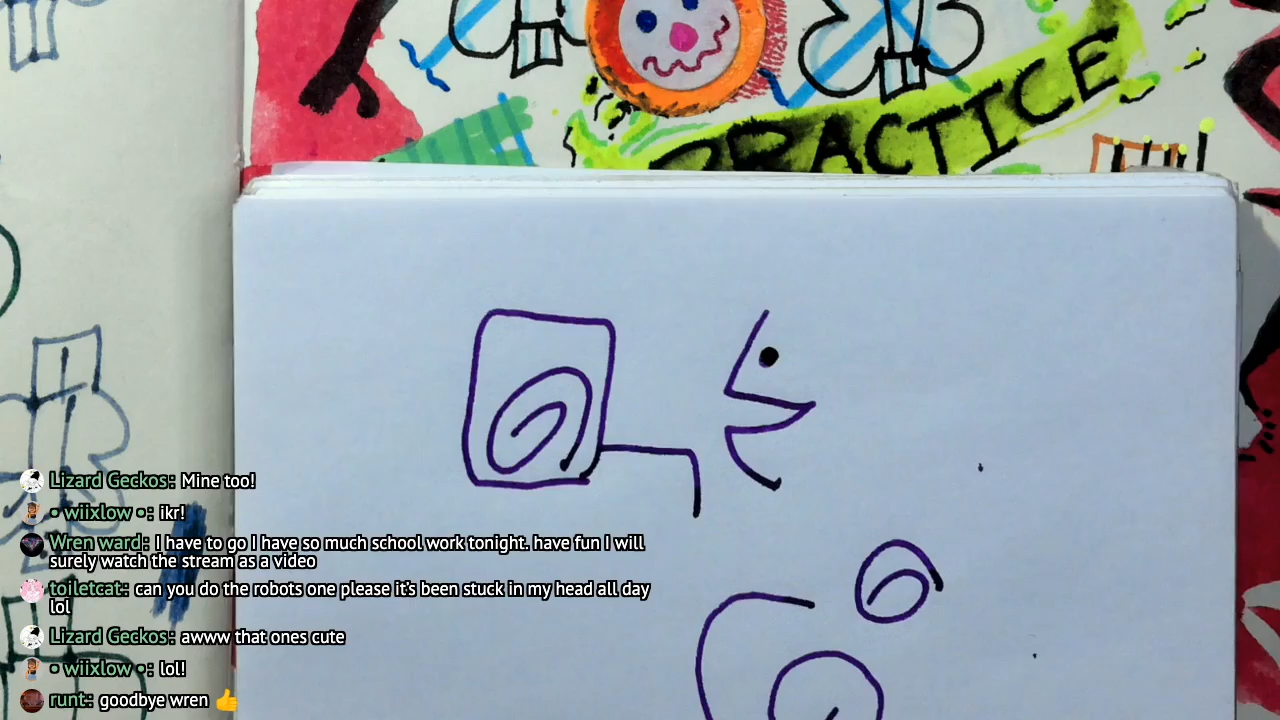 PRACTICE
Lizard Geckos: Mine too!
• wiixlow •: ikr!
Wren ward: I have to go I have so much school work tonight. have fun I will
surely watch the stream as a video
toiletcat: can you do the robots one please it's been stuck in my head all day
lol
Lizard Geckos: awww that ones cute
• wiixlow •: lol!
runt: goodbye wren 👍